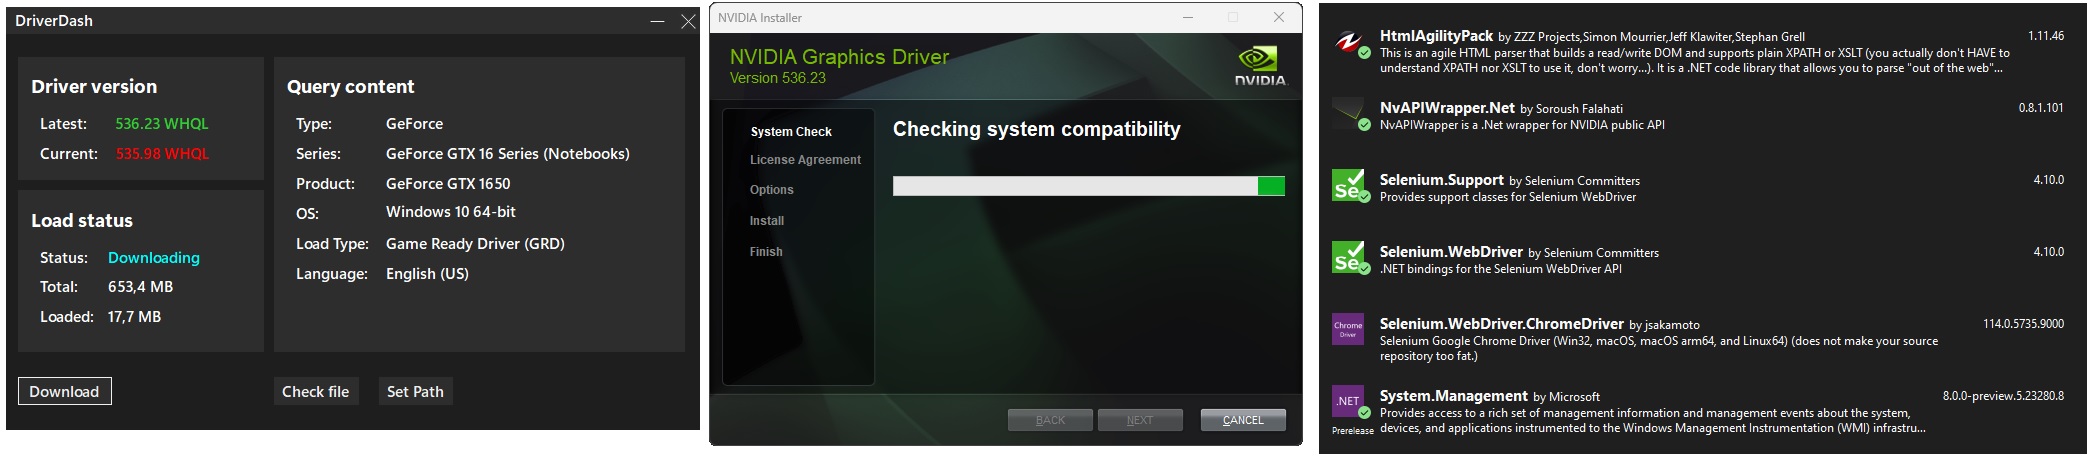 DriverDash
Driver version
Latest: 536.23 WHQL
Current: 535.98 WHQL
Load status
Status: Downloading
Total: 653,4 MB
Loaded: 17,7 MB
Query content
Type: GeForce
Series: GeForce GTX 16 Series (Notebooks)
Product: GeForce GTX 1650
OS: Windows 10 64-bit
Load Type: Game Ready Driver (GRD)
Language: English (US)
Download
Check file
Set Path
NVIDIA Installer
NVIDIA Graphics Driver
Version 536.23
NVIDIA.
System Check
License Agreement
Options
Install
Finish
Checking system compatibility
BACK
NEXT
CANCEL
HtmlAgilityPack by ZZZ Projects,Simon Mourrier,Jeff Klawiter,Stephan Grell 1.11.46
This is an agile HTML parser that builds a read/write DOM and supports plain XPATH or XSLT (you actually don't HAVE to
understand XPATH nor XSLT to use it, don't worry...). It is a .NET code library that allows you to parse "out of the web"...
NvAPIWrapper.Net by Soroush Falahati 0.8.1.101
NvAPIWrapper is a .Net wrapper for NVIDIA public API
Se
Selenium.Support by Selenium Committers 4.10.0
Provides support classes for Selenium WebDriver
Se
Selenium.WebDriver by Selenium Committers 4.10.0
.NET bindings for the Selenium WebDriver API
Chrome
Driver
Selenium.WebDriver.ChromeDriver by jsakamoto 114.0.5735.9000
Selenium Google Chrome Driver (Win32, macOS, macOS arm64, and Linux64) (does not make your source
repository too fat.)
.NET
Prerelease
System.Management by Microsoft 8.0.0-preview.5.23280.8
Provides access to a rich set of management information and management events about the system,
devices, and applications instrumented to the Windows Management Instrumentation (WMI) infrastru...